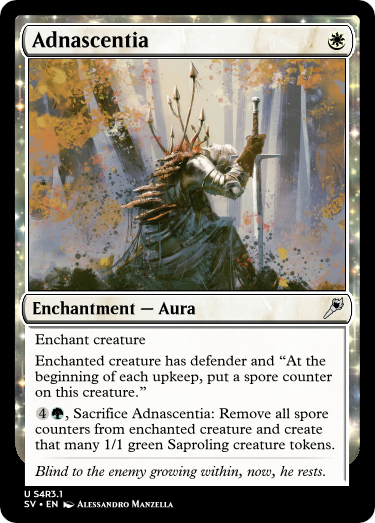 Adnascentia
Enchantment — Aura
Enchant creature
Enchanted creature has defender and “At the
beginning of each upkeep, put a spore counter
on this creature.”
4, Sacrifice Adnascentia: Remove all spore
counters from enchanted creature and create
that many 1/1 green Saproling creature tokens.
Blind to the enemy growing within, now, he rests.
U S4R3.1
SV • EN Alessandro Manzella